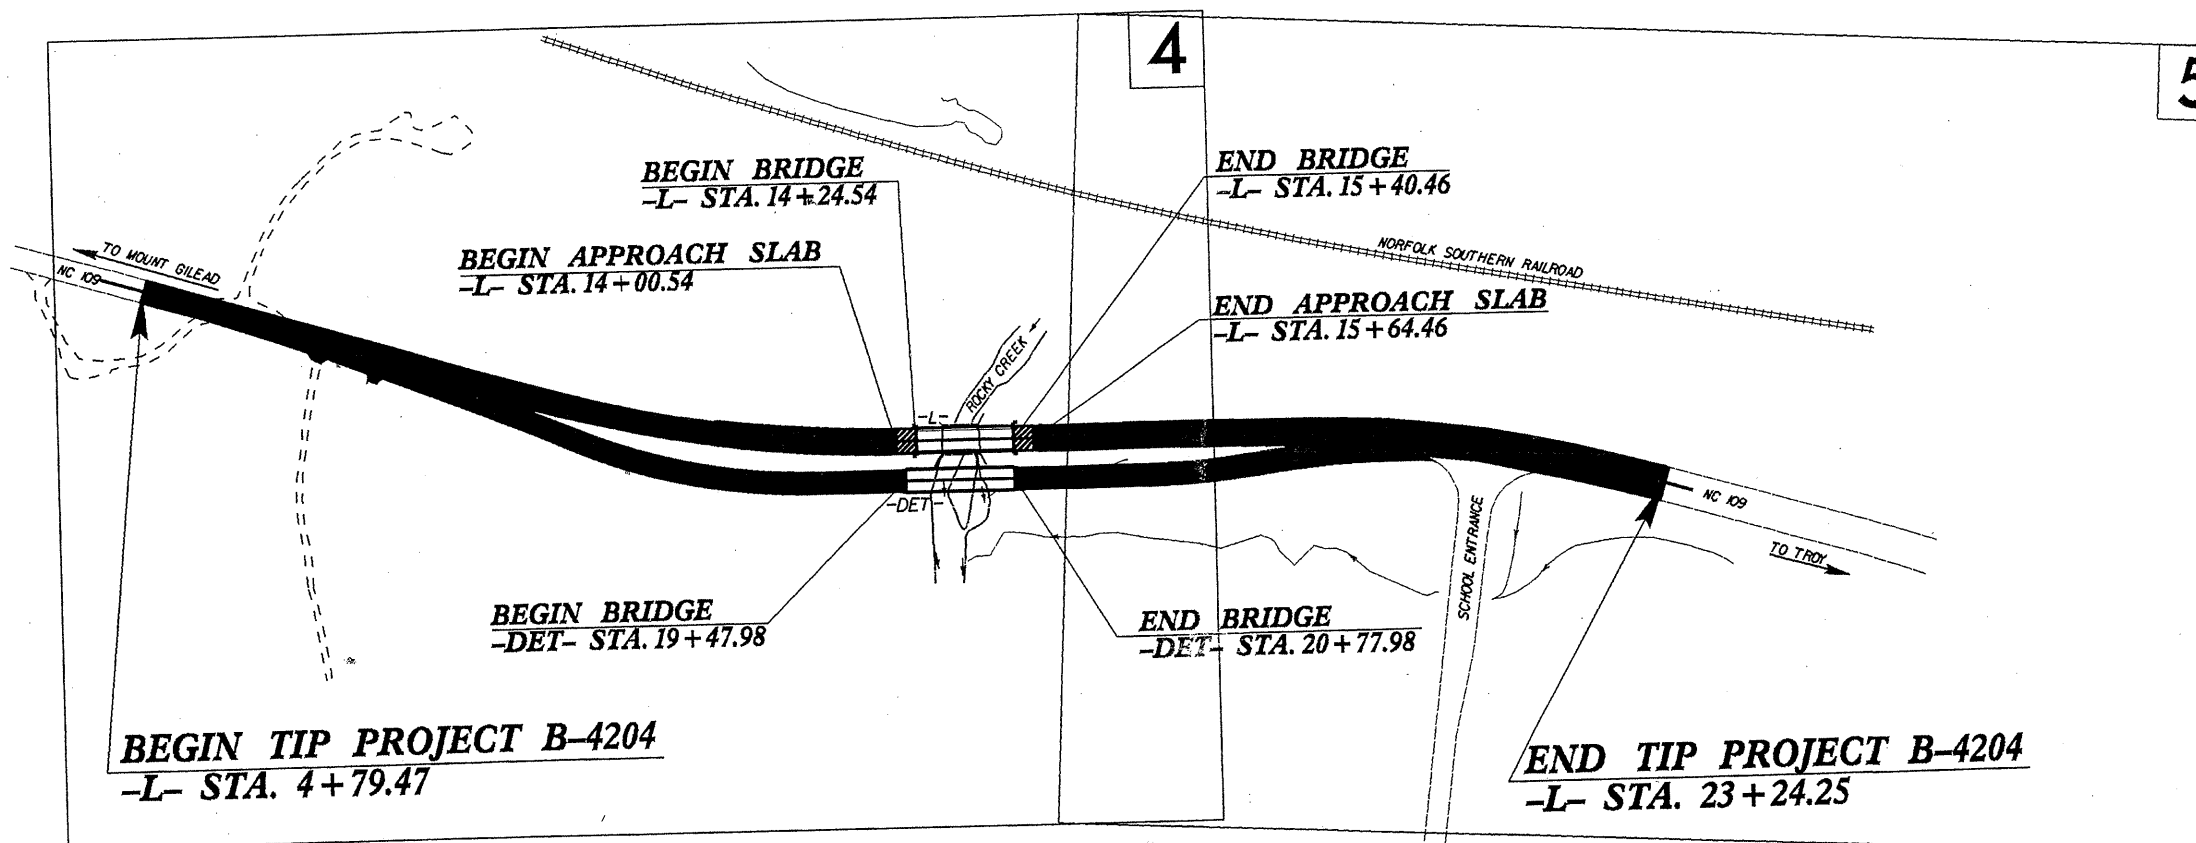 4
5
BEGIN BRIDGE
-L- STA. 14+24.54
END BRIDGE
-L- STA. 15+40.46
BEGIN APPROACH SLAB
-L- STA. 14+00.54
NORFOLK SOUTHERN RAILROAD
TO MOUNT GILEAD
NC 109
END APPROACH SLAB
-L- STA. 15+64.46
ROCKY CREEK
-L-
-DET-
NC 109
TO TROY
SCHOOL ENTRANCE
BEGIN BRIDGE
-DET- STA. 19+47.98
END BRIDGE
-DET- STA. 20+77.98
BEGIN TIP PROJECT B-4204
-L- STA. 4+79.47
END TIP PROJECT B-4204
-L- STA. 23+24.25